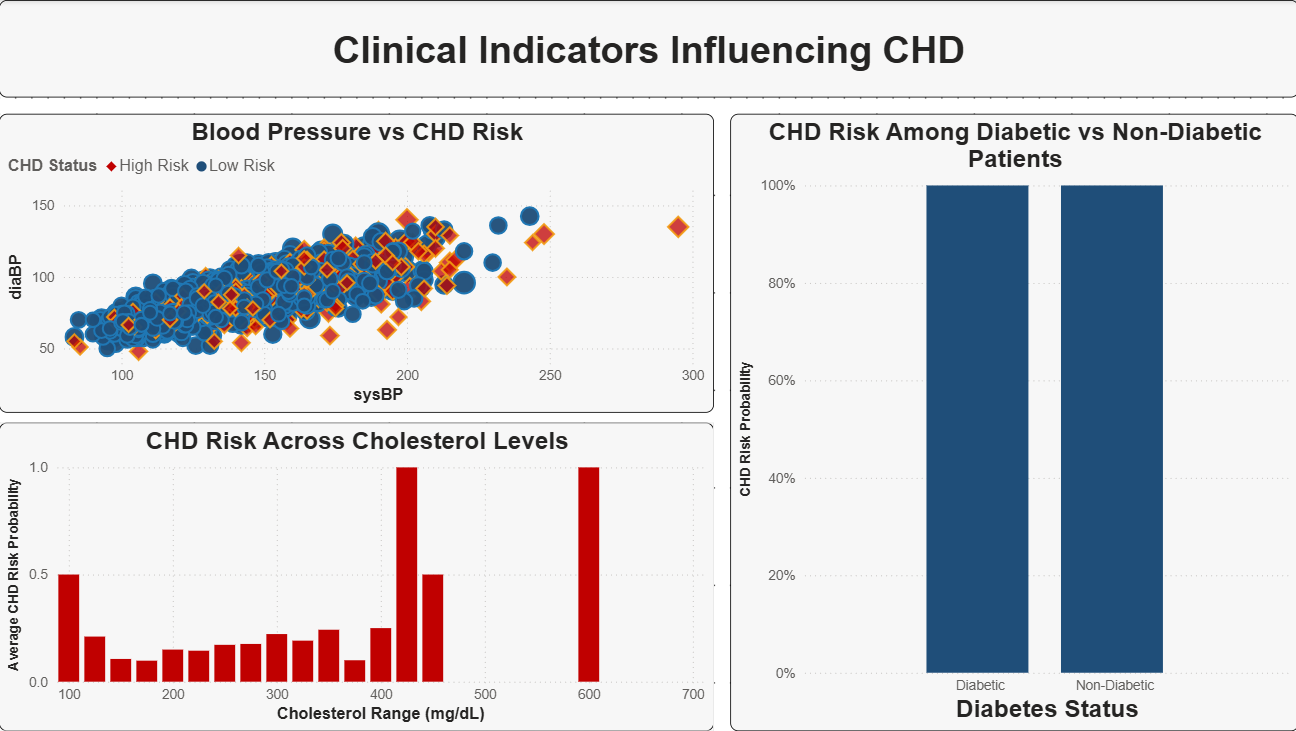 Clinical Indicators Influencing CHD
Blood Pressure vs CHD Risk
CHD Status High Risk Low Risk
150
100
50
diaBP
100 150 200 250 300
sysBP
CHD Risk Across Cholesterol Levels
1.0
0.5
0.0
Average CHD Risk Probability
100 200 300 400 500 600 700
Cholesterol Range (mg/dL)
CHD Risk Among Diabetic vs Non-Diabetic
Patients
100%
80%
60%
40%
20%
0%
CHD Risk Probability
Diabetic Non-Diabetic
Diabetes Status